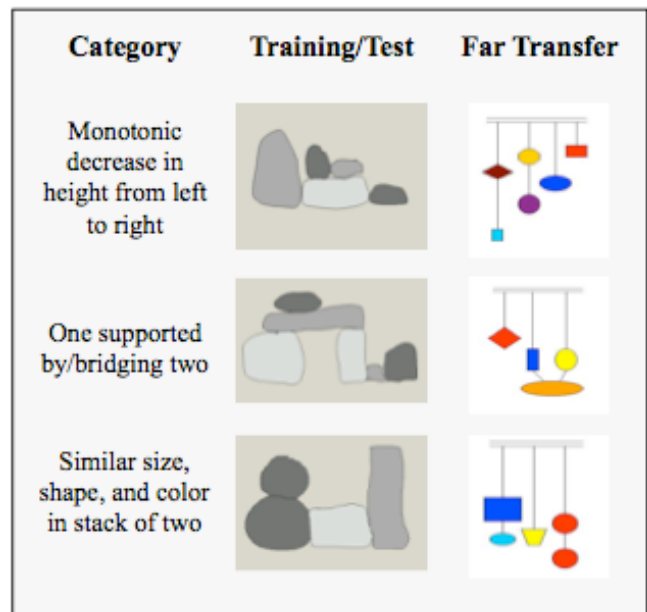 Category Training/Test Far Transfer
Monotonic
decrease in
height from left
to right
One supported
by/bridging two
Similar size,
shape, and color
in stack of two